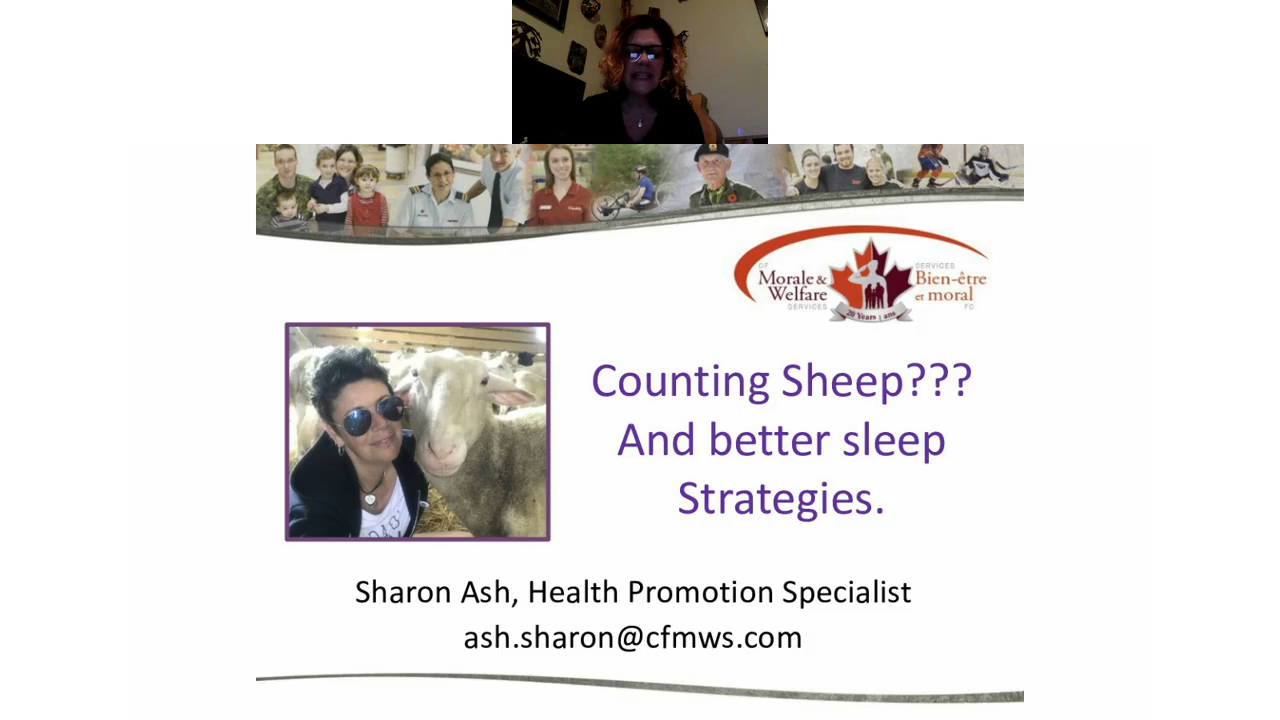 CF
Morale &
Welfare
SERVICES
SERVICES
Bien-être
et moral
FC
20 Years | ans
Counting Sheep???
And better sleep
Strategies.
Sharon Ash, Health Promotion Specialist
ash.sharon@cfmws.com